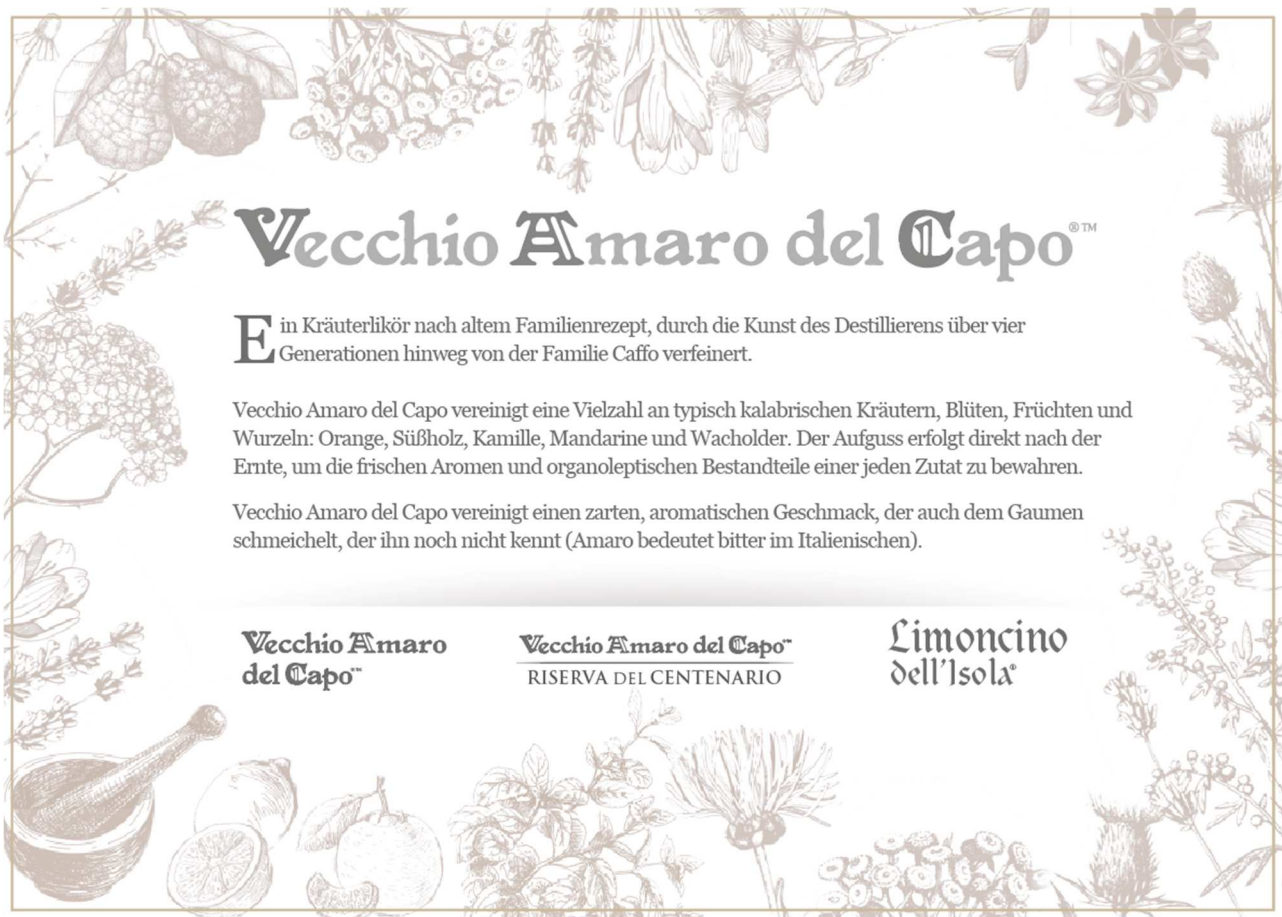 Vecchio Amaro del Capo®™
Ein Kräuterlikör nach altem Familienrezept, durch die Kunst des Destillierens über vier
Generationen hinweg von der Familie Caffo verfeinert.
Vecchio Amaro del Capo vereinigt eine Vielzahl an typisch kalabrischen Kräutern, Blüten, Früchten und
Wurzeln: Orange, Süßholz, Kamille, Mandarine und Wacholder. Der Aufguss erfolgt direkt nach der
Ernte, um die frischen Aromen und organoleptischen Bestandteile einer jeden Zutat zu bewahren.
Vecchio Amaro del Capo vereinigt einen zarten, aromatischen Geschmack, der auch dem Gaumen
schmeichelt, der ihn noch nicht kennt (Amaro bedeutet bitter im Italienischen).
Vecchio Amaro
del Capo®™
Vecchio Amaro del Capo®™
RISERVA DEL CENTENARIO
Limoncino
dell'Isola®